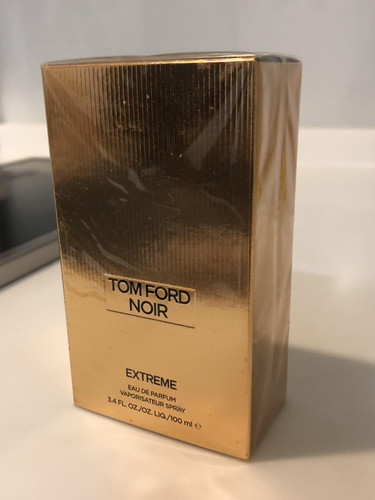 TOM FORD
NOIR
EXTREME
EAU DE PARFUM
VAPORISATEUR SPRAY
3.4 FL. OZ./OZ. LIQ./100 ml ℮